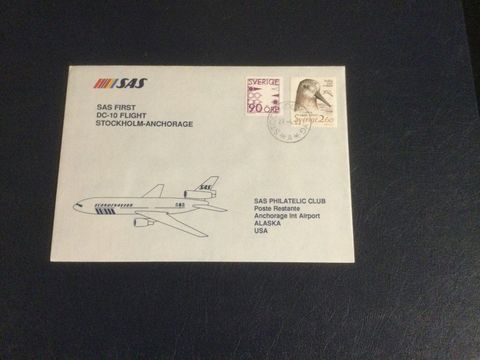 SAS
SAS FIRST
DC-10 FLIGHT
STOCKHOLM-ANCHORAGE
SVERIGE
90 ÖRE
Sverige 2.60
SCANDINAVIAN
SAS
SAS PHILATELIC CLUB
Poste Restante
Anchorage Int Airport
ALASKA
USA